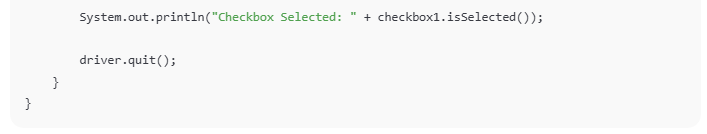 System.out.println("Checkbox Selected: " + checkbox1.isSelected());
driver.quit();
}
}